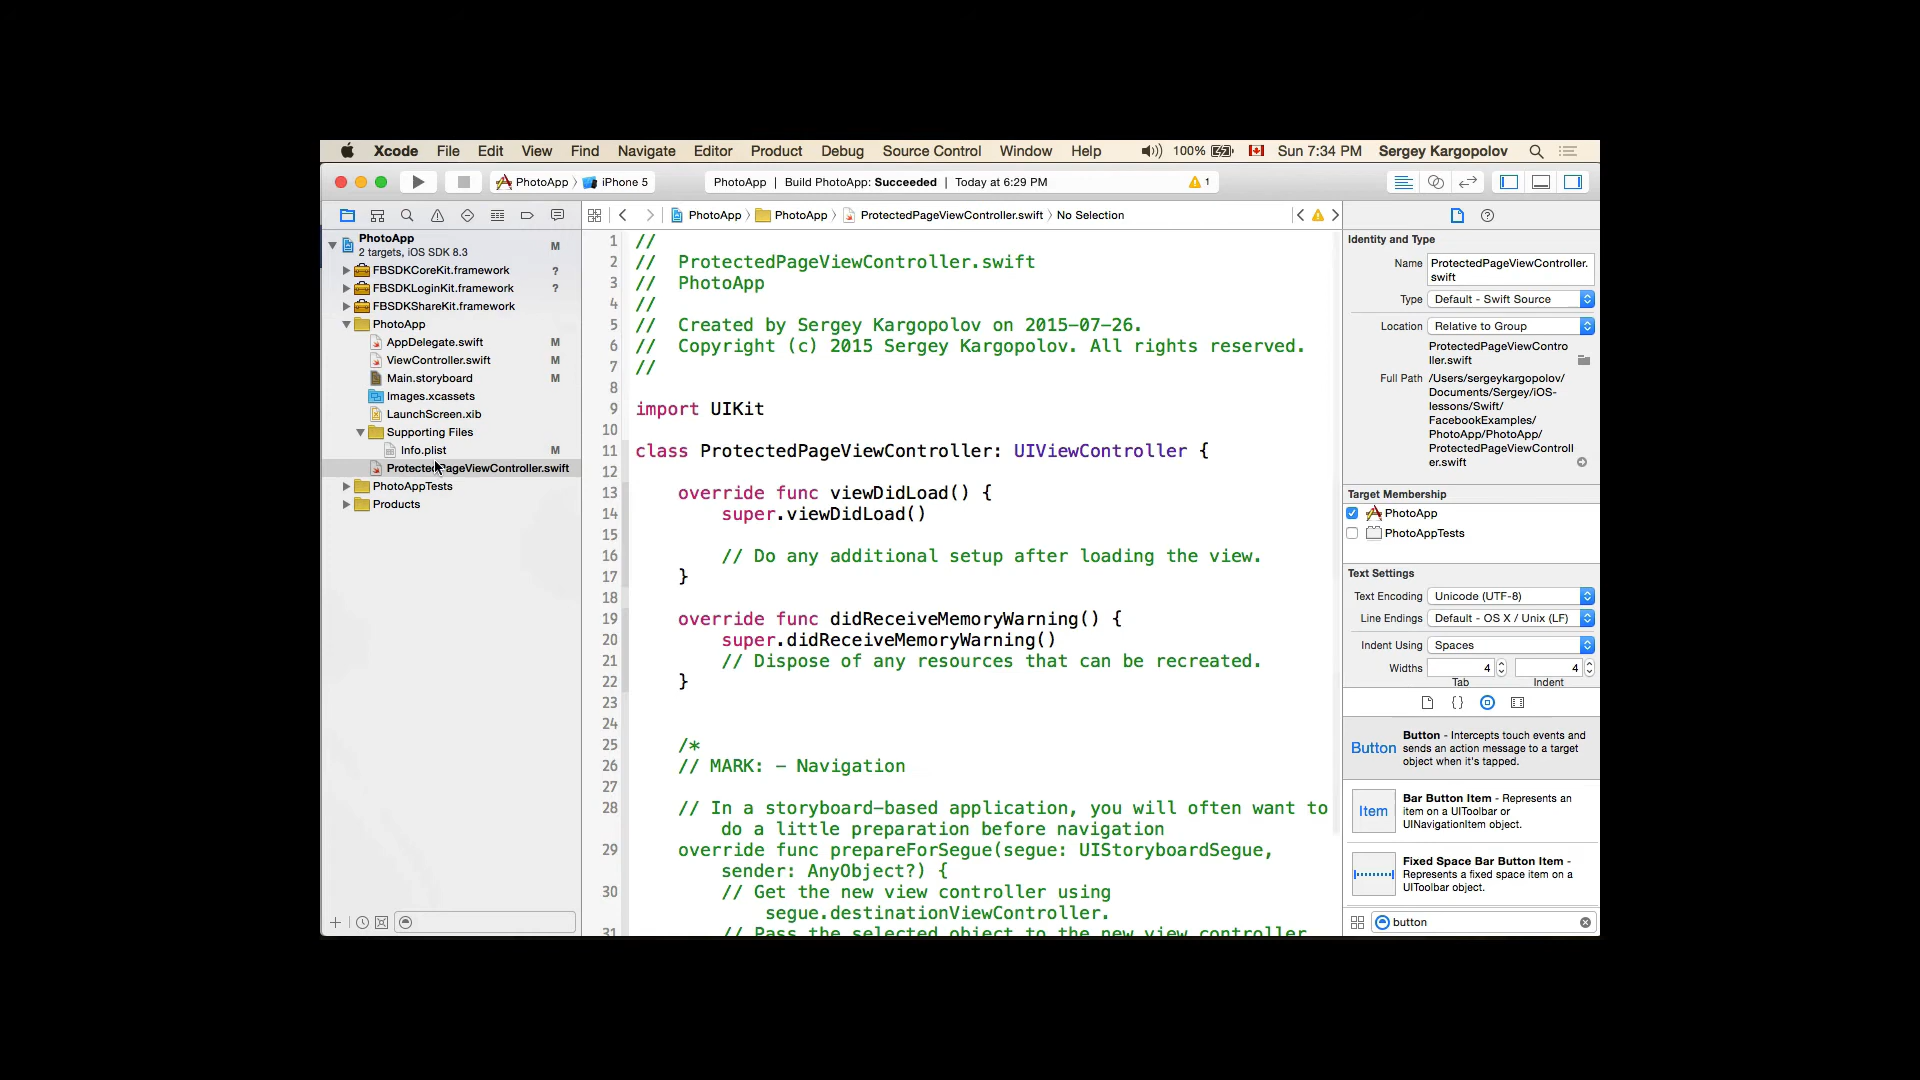 Xcode File Edit View Find Navigate Editor Product Debug Source Control Window Help 100% Sun 7:34 PM Sergey Kargopolov
PhotoApp iPhone 5 PhotoApp | Build PhotoApp: Succeeded | Today at 6:29 PM 1
PhotoApp PhotoApp ProtectedPageViewController.swift No Selection
PhotoApp M
2 targets, iOS SDK 8.3
FBSDKCoreKit.framework ?
FBSDKLoginKit.framework ?
FBSDKShareKit.framework
PhotoApp
AppDelegate.swift M
ViewController.swift M
Main.storyboard M
Images.xcassets
LaunchScreen.xib
Supporting Files
Info.plist M
ProtectedPageViewController.swift
PhotoAppTests
Products
1 //
2 // ProtectedPageViewController.swift
3 // PhotoApp
4 //
5 // Created by Sergey Kargopolov on 2015-07-26.
6 // Copyright (c) 2015 Sergey Kargopolov. All rights reserved.
7 //
8
9 import UIKit
10
11 class ProtectedPageViewController: UIViewController {
12
13 override func viewDidLoad() {
14 super.viewDidLoad()
15
16 // Do any additional setup after loading the view.
17 }
18
19 override func didReceiveMemoryWarning() {
20 super.didReceiveMemoryWarning()
21 // Dispose of any resources that can be recreated.
22 }
23
24
25 /*
26 // MARK: - Navigation
27
28 // In a storyboard-based application, you will often want to
do a little preparation before navigation
29 override func prepareForSegue(segue: UIStoryboardSegue,
sender: AnyObject?) {
30 // Get the new view controller using
segue.destinationViewController.
31 // Pass the selected object to the new view controller
Identity and Type
Name ProtectedPageViewController.
swift
Type Default - Swift Source
Location Relative to Group
ProtectedPageViewContro
ller.swift
Full Path /Users/sergeykargopolov/
Documents/Sergey/iOS-
lessons/Swift/
FacebookExamples/
PhotoApp/PhotoApp/
ProtectedPageViewControll
er.swift
Target Membership
PhotoApp
PhotoAppTests
Text Settings
Text Encoding Unicode (UTF-8)
Line Endings Default - OS X / Unix (LF)
Indent Using Spaces
Widths 4 4
Tab Indent
{}
Button
Button - Intercepts touch events and
sends an action message to a target
object when it's tapped.
Item
Bar Button Item - Represents an
item on a UIToolbar or
UINavigationItem object.
Fixed Space Bar Button Item -
Represents a fixed space item on a
UIToolbar object.
button